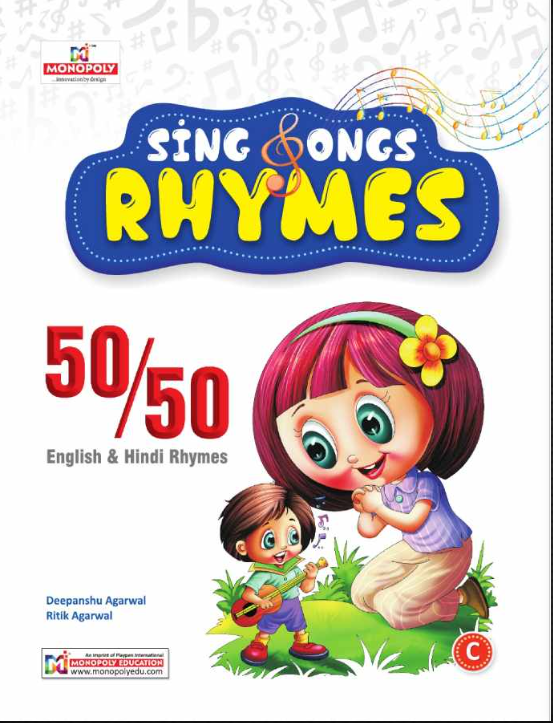 MONOPOLY
...innovation by design
SiNG SONGS
RHYMES
50/50
English & Hindi Rhymes
Deepanshu Agarwal
Ritik Agarwal
An Imprint of Playpen International
MONOPOLY EDUCATION
www.monopolyedu.com
C